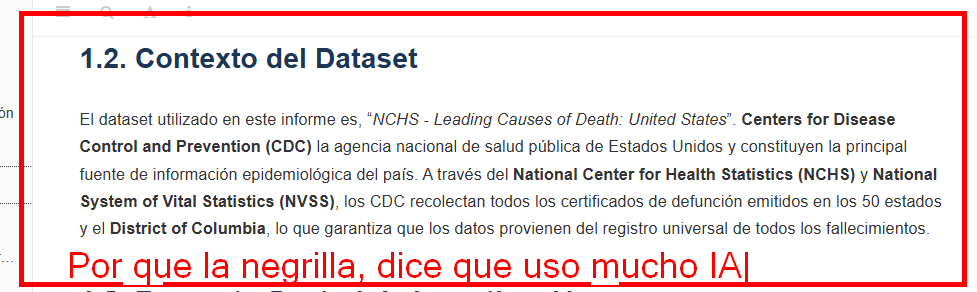 1.2. Contexto del Dataset
ón
El dataset utilizado en este informe es, “NCHS - Leading Causes of Death: United States”. Centers for Disease
Control and Prevention (CDC) la agencia nacional de salud pública de Estados Unidos y constituyen la principal
fuente de información epidemiológica del país. A través del National Center for Health Statistics (NCHS) y National
System of Vital Statistics (NVSS), los CDC recolectan todos los certificados de defunción emitidos en los 50 estados
y el District of Columbia, lo que garantiza que los datos provienen del registro universal de todos los fallecimientos.
Por que la negrilla, dice que uso mucho IA